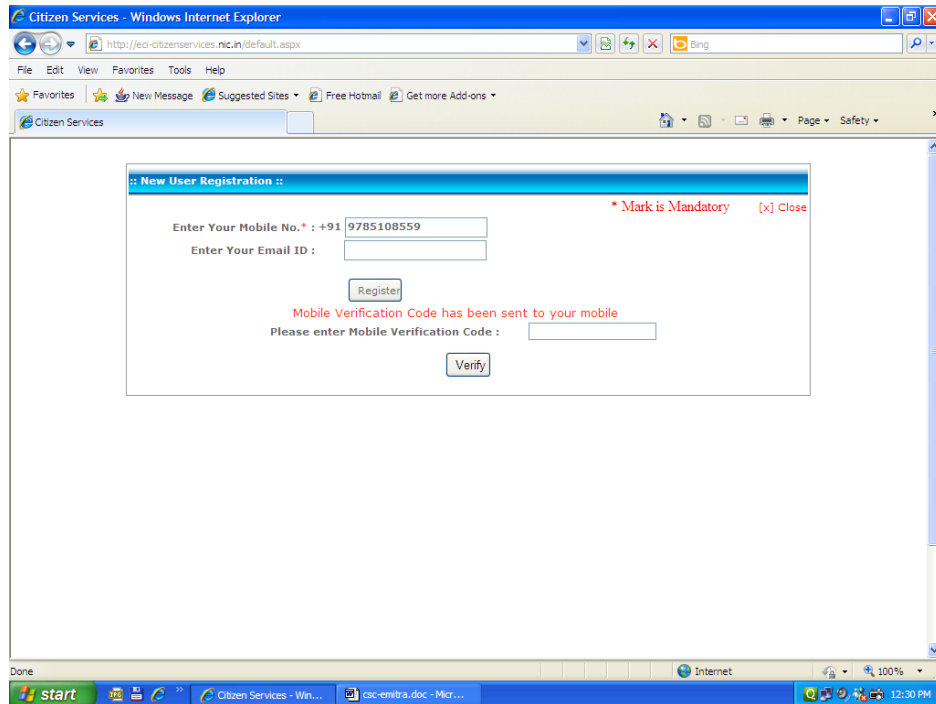 Citizen Services - Windows Internet Explorer
http://eci-citizenservices.nic.in/default.aspx
Bing
File Edit View Favorites Tools Help
Favorites New Message Suggested Sites Free Hotmail Get more Add-ons
Citizen Services
Page Safety
:: New User Registration ::
* Mark is Mandatory [x] Close
Enter Your Mobile No.* : +91 9785108559
Enter Your Email ID :
Register
Mobile Verification Code has been sent to your mobile
Please enter Mobile Verification Code :
Verify
Done
Internet
100%
start
Citizen Services - Win...
csc-emitra.doc - Micr...
12:30 PM